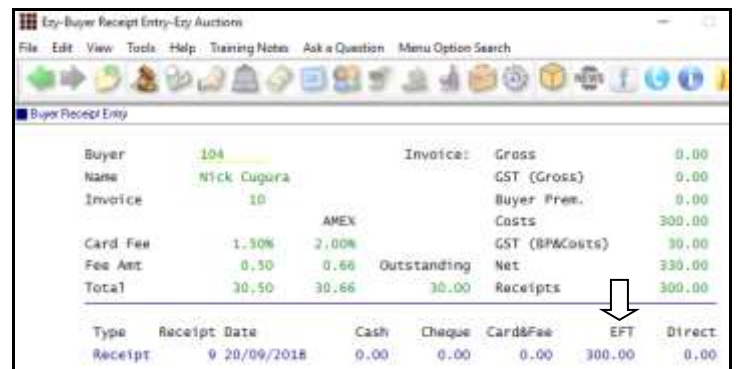 Ezy-Buyer Receipt Entry-Ezy Auctions
File Edit View Tools Help Training Notes Ask a Question Menu Option Search
NEWS f
Buyer Receipt Entry
Buyer 104 Invoice: Gross 0.00
Name Nick Cugura GST (Gross) 0.00
Invoice 10 Buyer Prem. 0.00
AMEX Costs 300.00
Card Fee 1.50% 2.00% GST (BP&Costs) 30.00
Fee Amt 0.50 0.66 Outstanding Net 330.00
Total 30.50 30.66 30.00 Receipts 300.00
Type Receipt Date Cash Cheque Card&Fee EFT Direct
Receipt 9 20/09/2018 0.00 0.00 0.00 300.00 0.00